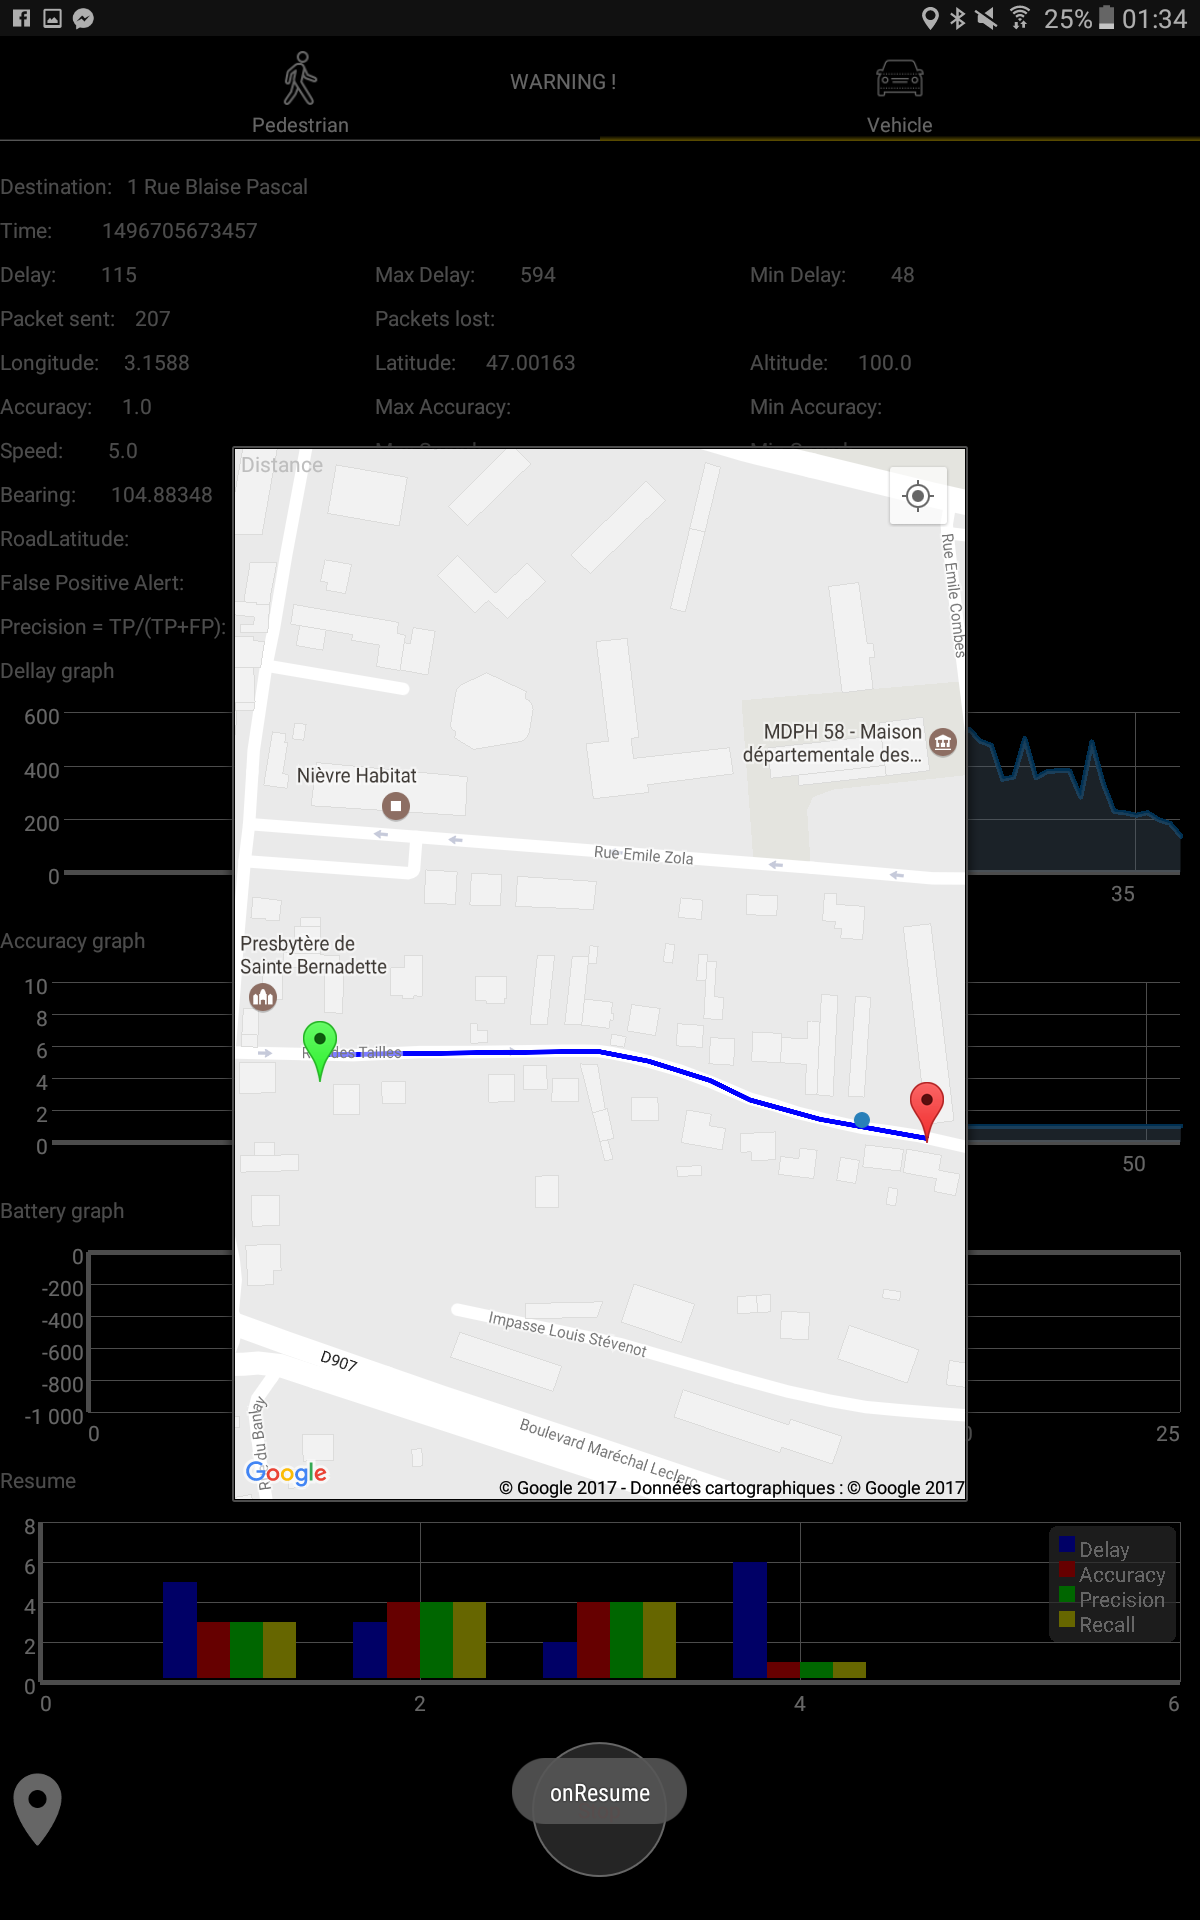 25% 01:34
WARNING !
Pedestrian
Vehicle
Destination: 1 Rue Blaise Pascal
Time: 1496705673457
Delay: 115 Max Delay: 594 Min Delay: 48
Packet sent: 207 Packets lost:
Longitude: 3.1588 Latitude: 47.00163 Altitude: 100.0
Accuracy: 1.0 Max Accuracy: Min Accuracy:
Speed: 5.0
Bearing: 104.88348
RoadLatitude:
False Positive Alert:
Precision = TP/(TP+FP):
Distance
Rue Emile Combes
MDPH 58 - Maison
départementale des...
Nièvre Habitat
Rue Emile Zola
Presbytère de
Sainte Bernadette
des Tailles
Impasse Louis Stévenot
D907
Boulevard Maréchal Leclerc
du Banlay
Google
© Google 2017 - Données cartographiques : © Google 2017
Dellay graph
600
400
200
0
35
Accuracy graph
10
8
6
4
2
0
50
Battery graph
0
-200
-400
-600
-800
-1 000
0 25
Resume
8
6
4
2
0
0 2 4 6
Delay
Accuracy
Precision
Recall
onResume